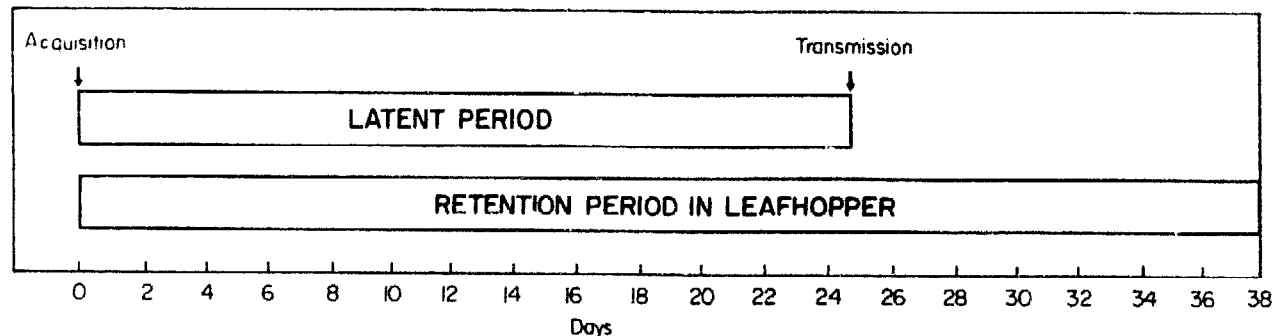 Acquisition
Transmission
LATENT PERIOD
RETENTION PERIOD IN LEAFHOPPER
0 2 4 6 8 10 12 14 16 18 20 22 24 26 28 30 32 34 36 38
Days